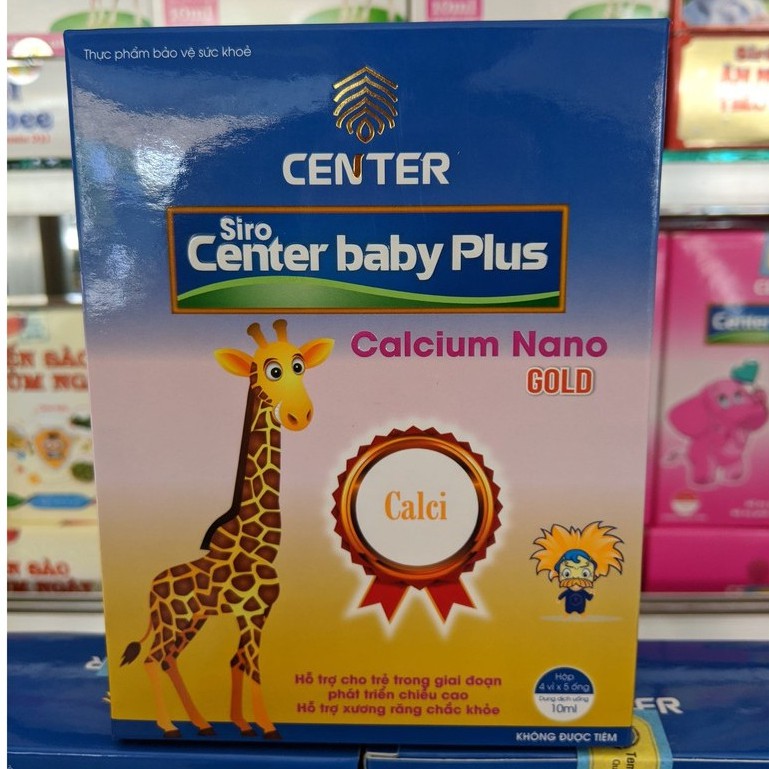 Thực phẩm bảo vệ sức khoẻ
CENTER
Siro
Center baby Plus
Calcium Nano
GOLD
Calci
Hỗ trợ cho trẻ trong giai đoạn
phát triển chiều cao
Hỗ trợ xương răng chắc khỏe
Hộp
4 vỉ x 5 ống
Dung dịch uống
10ml
KHÔNG ĐƯỢC TIÊM